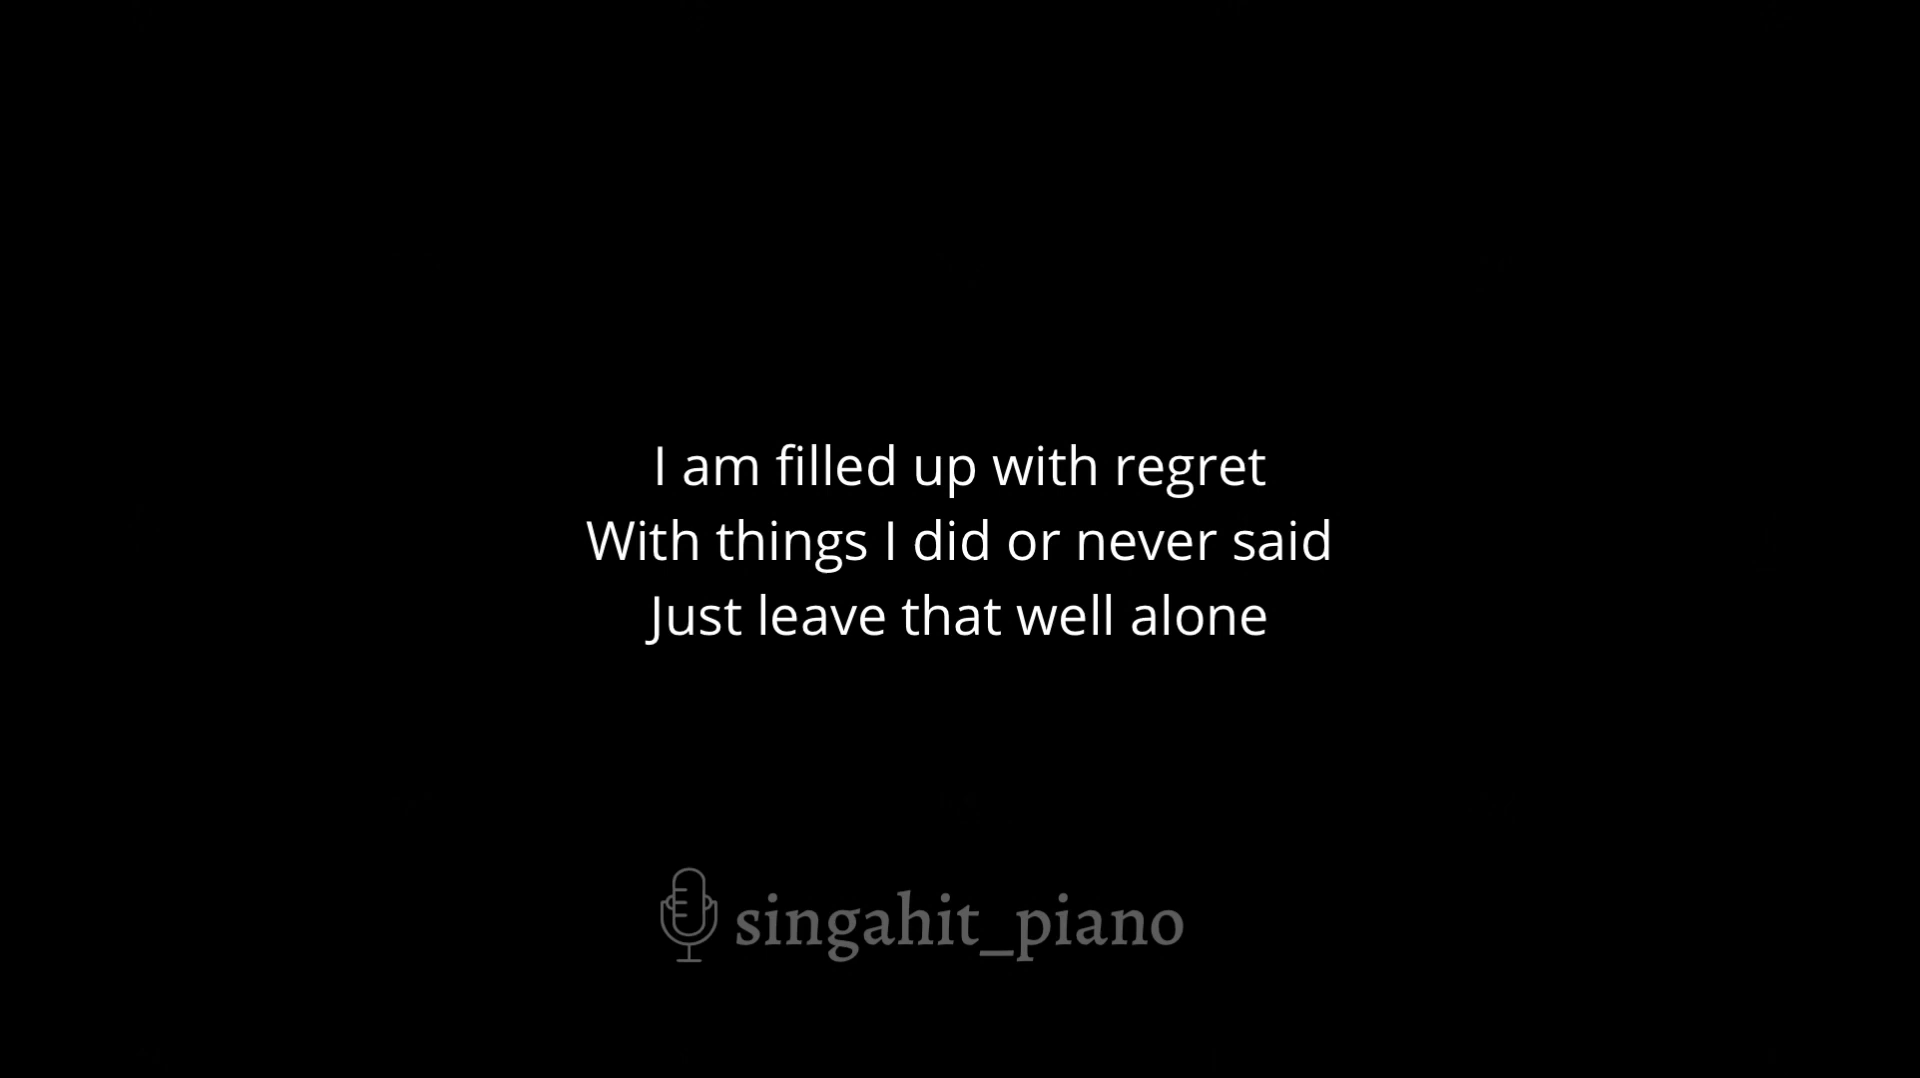 I am filled up with regret
With things I did or never said
Just leave that well alone
singahit_piano